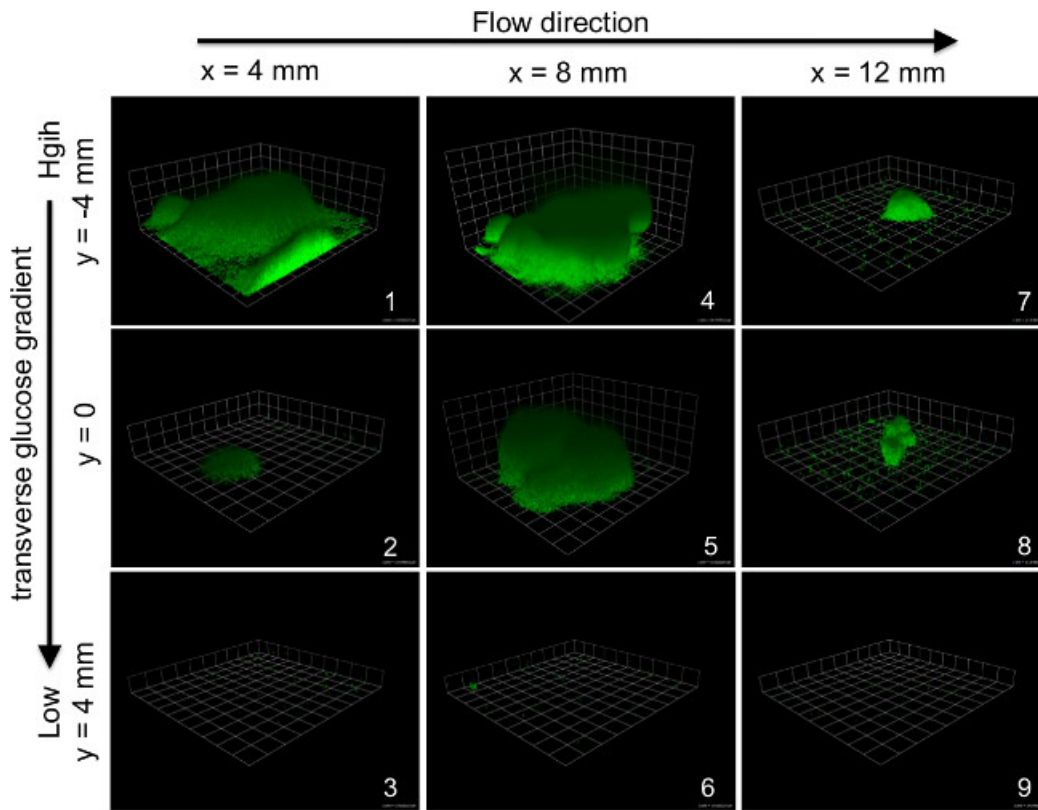 Flow direction
x = 4 mm
x = 8 mm
x = 12 mm
transverse glucose gradient
Hgih
y = -4 mm
1
4
7
y = 0
2
5
8
Low
y = 4 mm
3
6
9